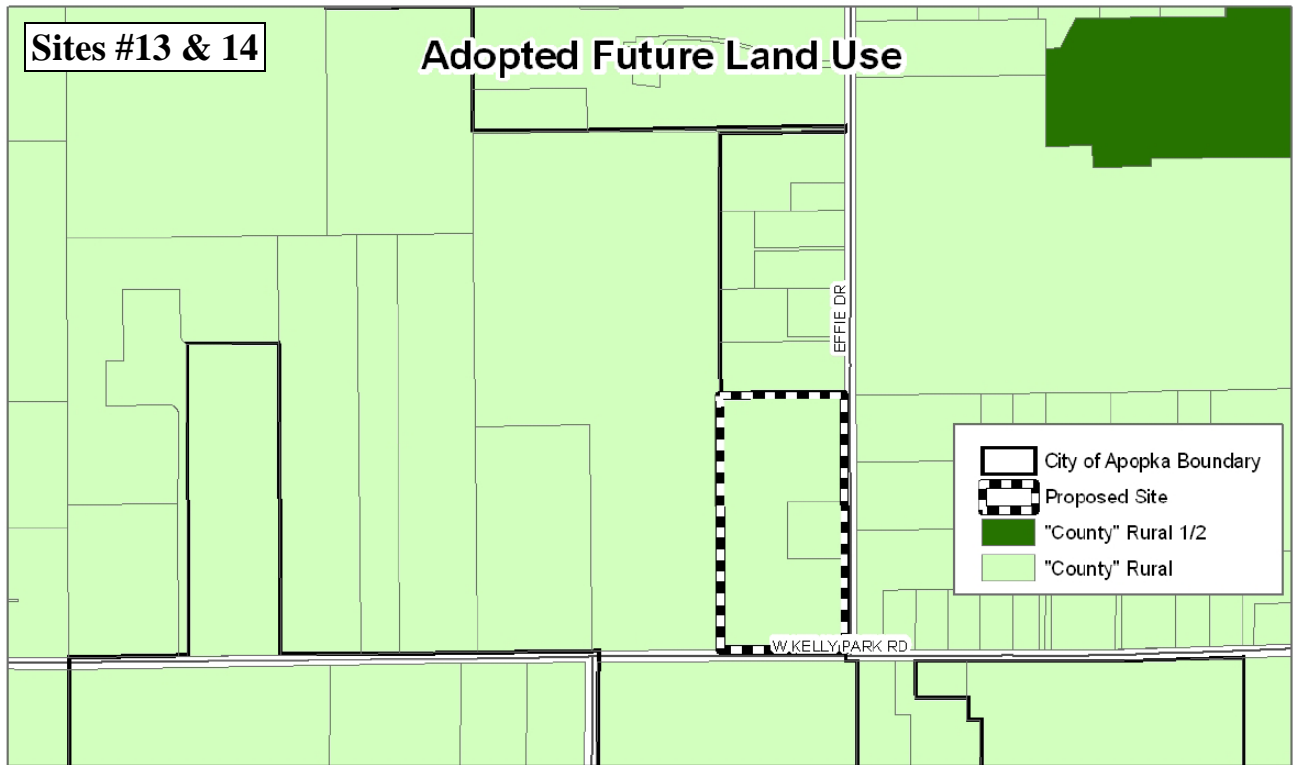 Sites #13 & 14
Adopted Future Land Use
EFFIE DR
City of Apopka Boundary
Proposed Site
"County" Rural 1/2
"County" Rural
W KELLY PARK RD